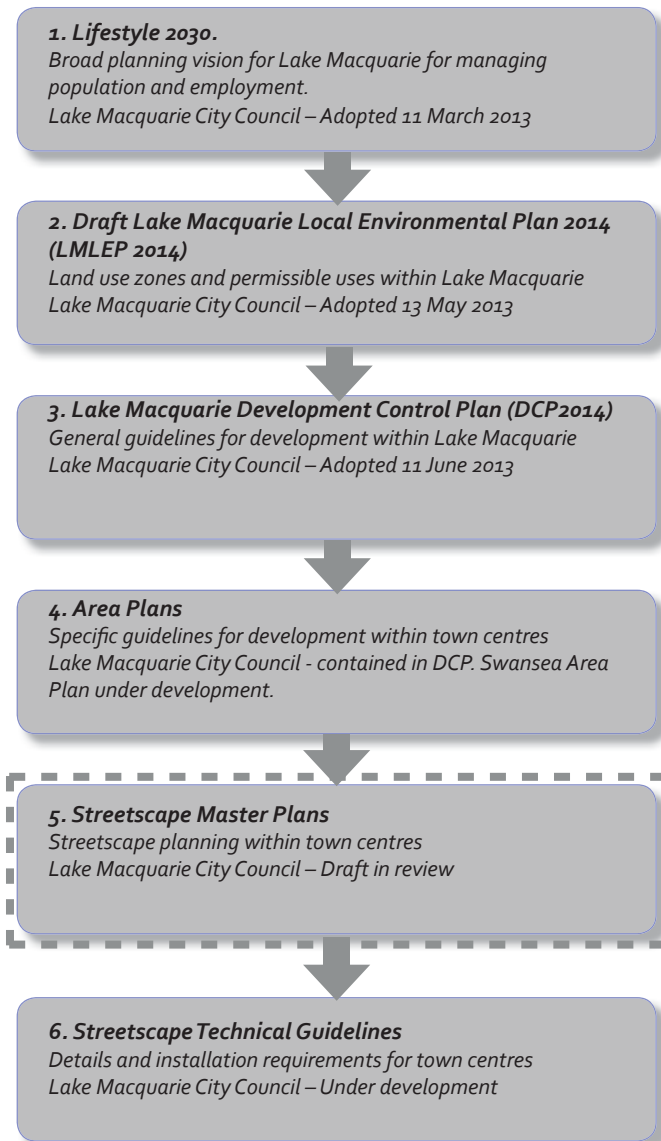 1. Lifestyle 2030.
Broad planning vision for Lake Macquarie for managing
population and employment.
Lake Macquarie City Council – Adopted 11 March 2013
2. Draft Lake Macquarie Local Environmental Plan 2014
(LMLEP 2014)
Land use zones and permissible uses within Lake Macquarie
Lake Macquarie City Council – Adopted 13 May 2013
3. Lake Macquarie Development Control Plan (DCP2014)
General guidelines for development within Lake Macquarie
Lake Macquarie City Council – Adopted 11 June 2013
4. Area Plans
Specific guidelines for development within town centres
Lake Macquarie City Council - contained in DCP. Swansea Area
Plan under development.
5. Streetscape Master Plans
Streetscape planning within town centres
Lake Macquarie City Council – Draft in review
6. Streetscape Technical Guidelines
Details and installation requirements for town centres
Lake Macquarie City Council – Under development